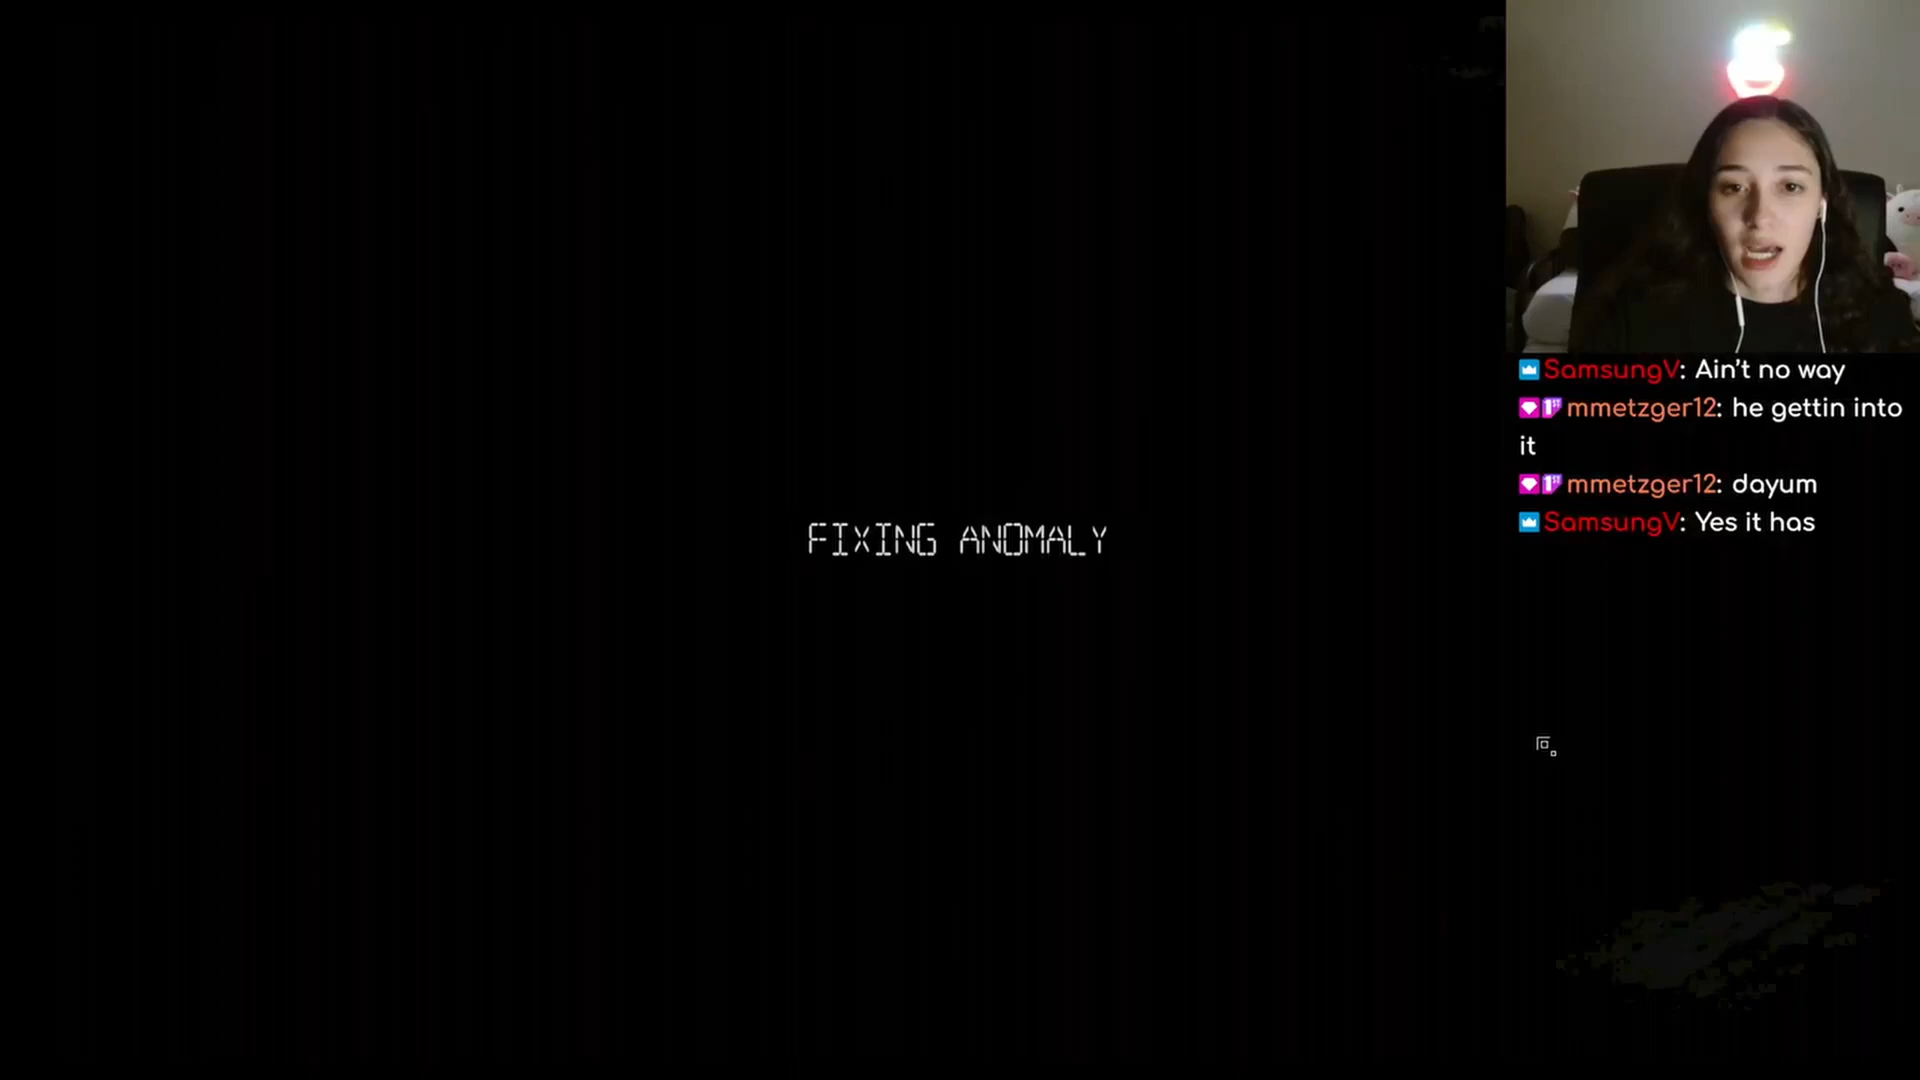 SamsungV: Ain't no way
mmetzger12: he gettin into
it
mmetzger12: dayum
SamsungV: Yes it has
FIXING ANOMALY